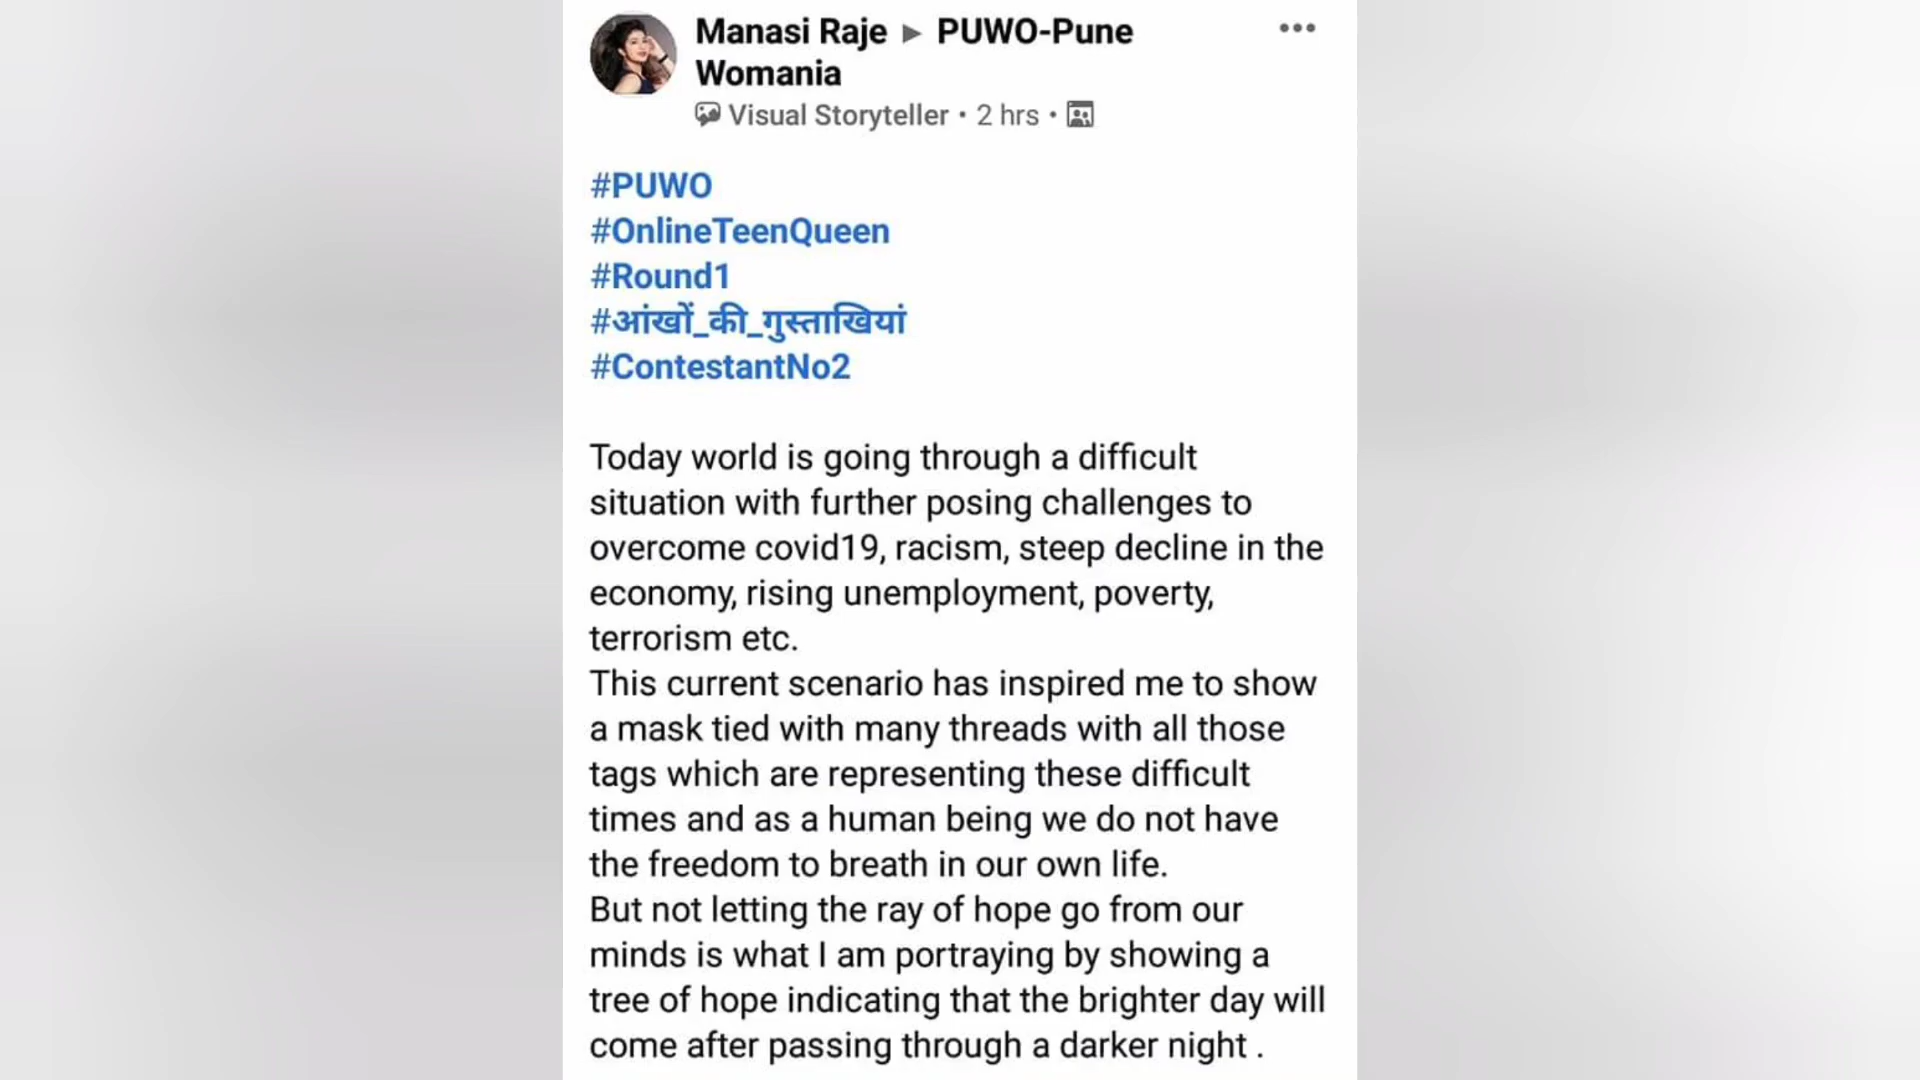 Manasi Raje ▸ PUWO-Pune
Womania
Visual Storyteller · 2 hrs ·
#PUWO
#OnlineTeenQueen
#Round1
#आंखों_की_गुस्ताखियां
#ContestantNo2
Today world is going through a difficult
situation with further posing challenges to
overcome covid19, racism, steep decline in the
economy, rising unemployment, poverty,
terrorism etc.
This current scenario has inspired me to show
a mask tied with many threads with all those
tags which are representing these difficult
times and as a human being we do not have
the freedom to breath in our own life.
But not letting the ray of hope go from our
minds is what I am portraying by showing a
tree of hope indicating that the brighter day will
come after passing through a darker night .